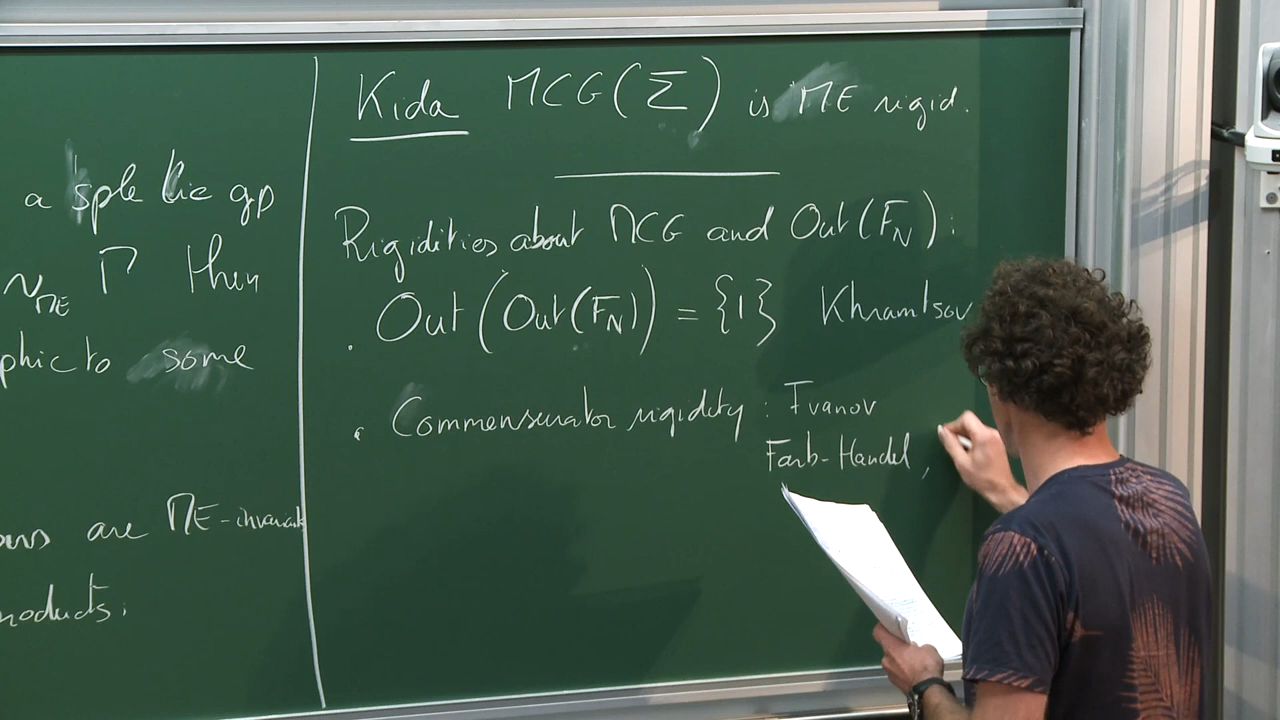 a sple Lie gp
~ME Γ then
phic to some
ons are ME-invariant
roducts.
Kida MCG(Σ) is ME rigid.
Rigidities about MCG and Out(F_N):
. Out(Out(F_N)) = {1} Khramtsov
. Commensurator rigidity : Ivanov
Farb-Handel,